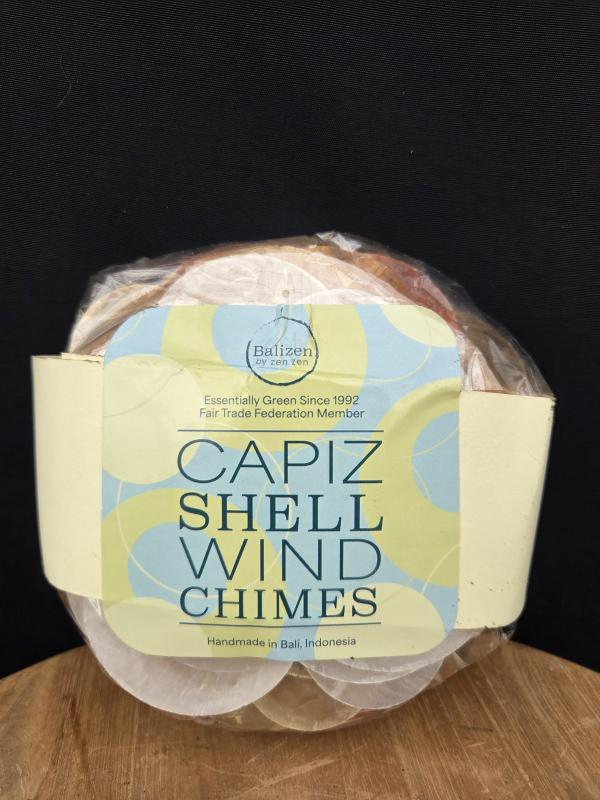 Balizen
by zen zen
Essentially Green Since 1992
Fair Trade Federation Member
CAPIZ
SHELL
WIND
CHIMES
Handmade in Bali, Indonesia